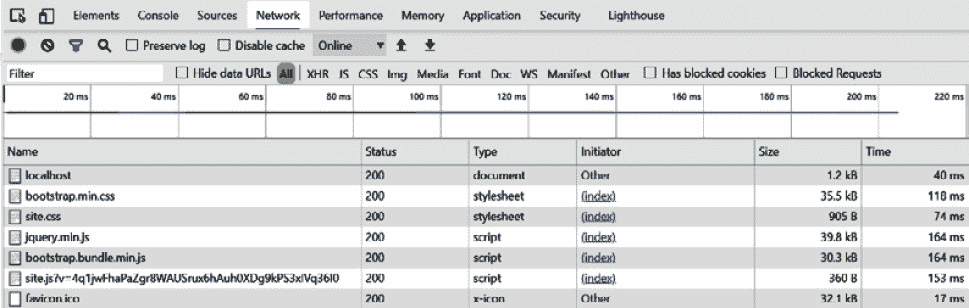 Elements Console Sources Network Performance Memory Application Security Lighthouse
Preserve log Disable cache Online
Filter Hide data URLs All XHR JS CSS Img Media Font Doc WS Manifest Other Has blocked cookies Blocked Requests
20 ms 40 ms 60 ms 80 ms 100 ms 120 ms 140 ms 160 ms 180 ms 200 ms 220 ms
Name Status Type Initiator Size Time
localhost 200 document Other 1.2 kB 40 ms
bootstrap.min.css 200 stylesheet (index) 35.5 kB 118 ms
site.css 200 stylesheet (index) 905 B 74 ms
jquery.min.js 200 script (index) 39.8 kB 164 ms
bootstrap.bundle.min.js 200 script (index) 30.3 kB 164 ms
200 script (index) 360 B 153 ms
favicon.ico 200 x-icon Other 32.1 kB 17 ms